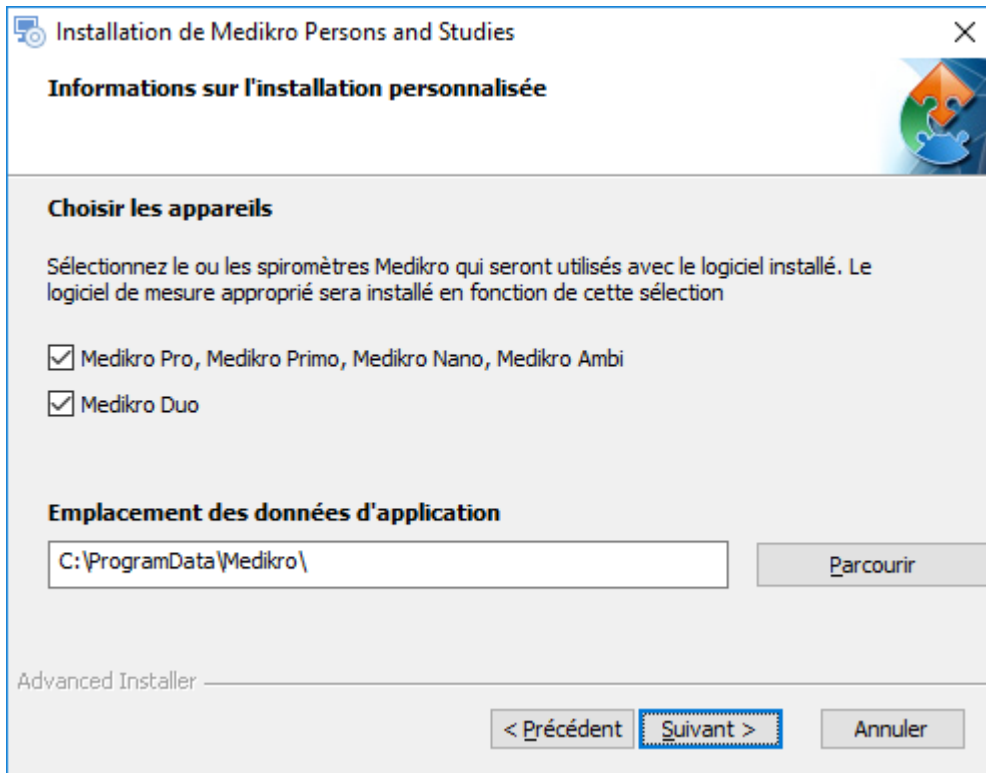 Installation de Medikro Persons and Studies
Informations sur l'installation personnalisée
Choisir les appareils
Sélectionnez le ou les spiromètres Medikro qui seront utilisés avec le logiciel installé. Le
logiciel de mesure approprié sera installé en fonction de cette sélection
Medikro Pro, Medikro Primo, Medikro Nano, Medikro Ambi
Medikro Duo
Emplacement des données d'application
C:\ProgramData\Medikro\
Parcourir
Advanced Installer
< Précédent
Suivant >
Annuler